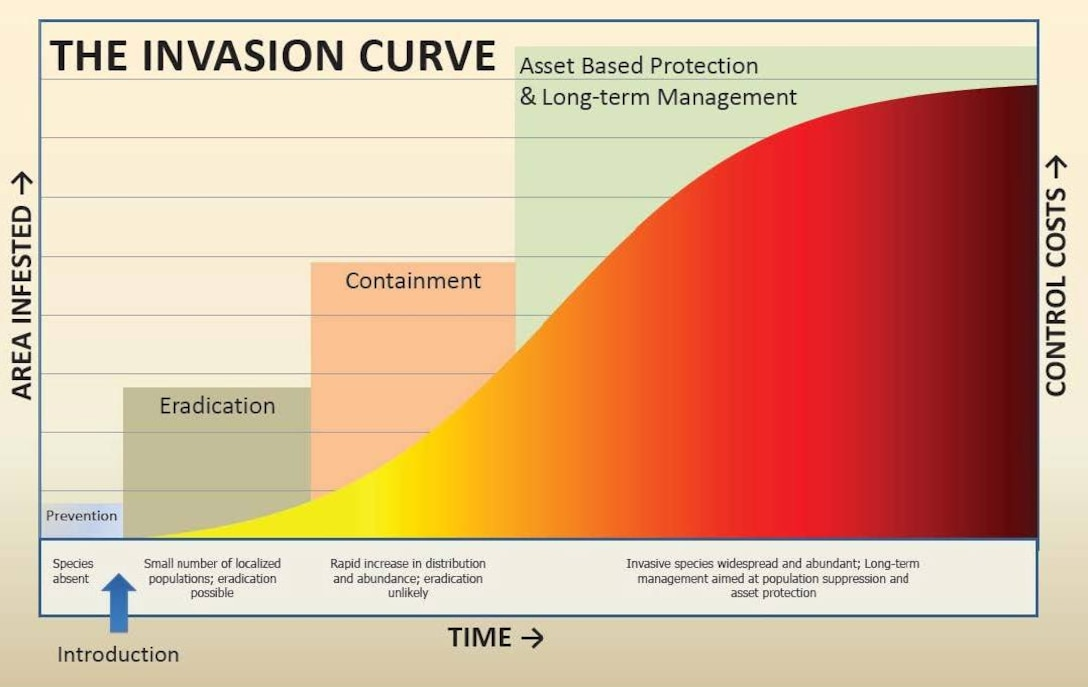 THE INVASION CURVE
Asset Based Protection
& Long-term Management
AREA INFESTED →
CONTROL COSTS →
Containment
Eradication
Prevention
Species
absent
Small number of localized
populations; eradication
possible
Rapid increase in distribution
and abundance; eradication
unlikely
Invasive species widespread and abundant; Long-term
management aimed at population suppression and
asset protection
TIME →
Introduction